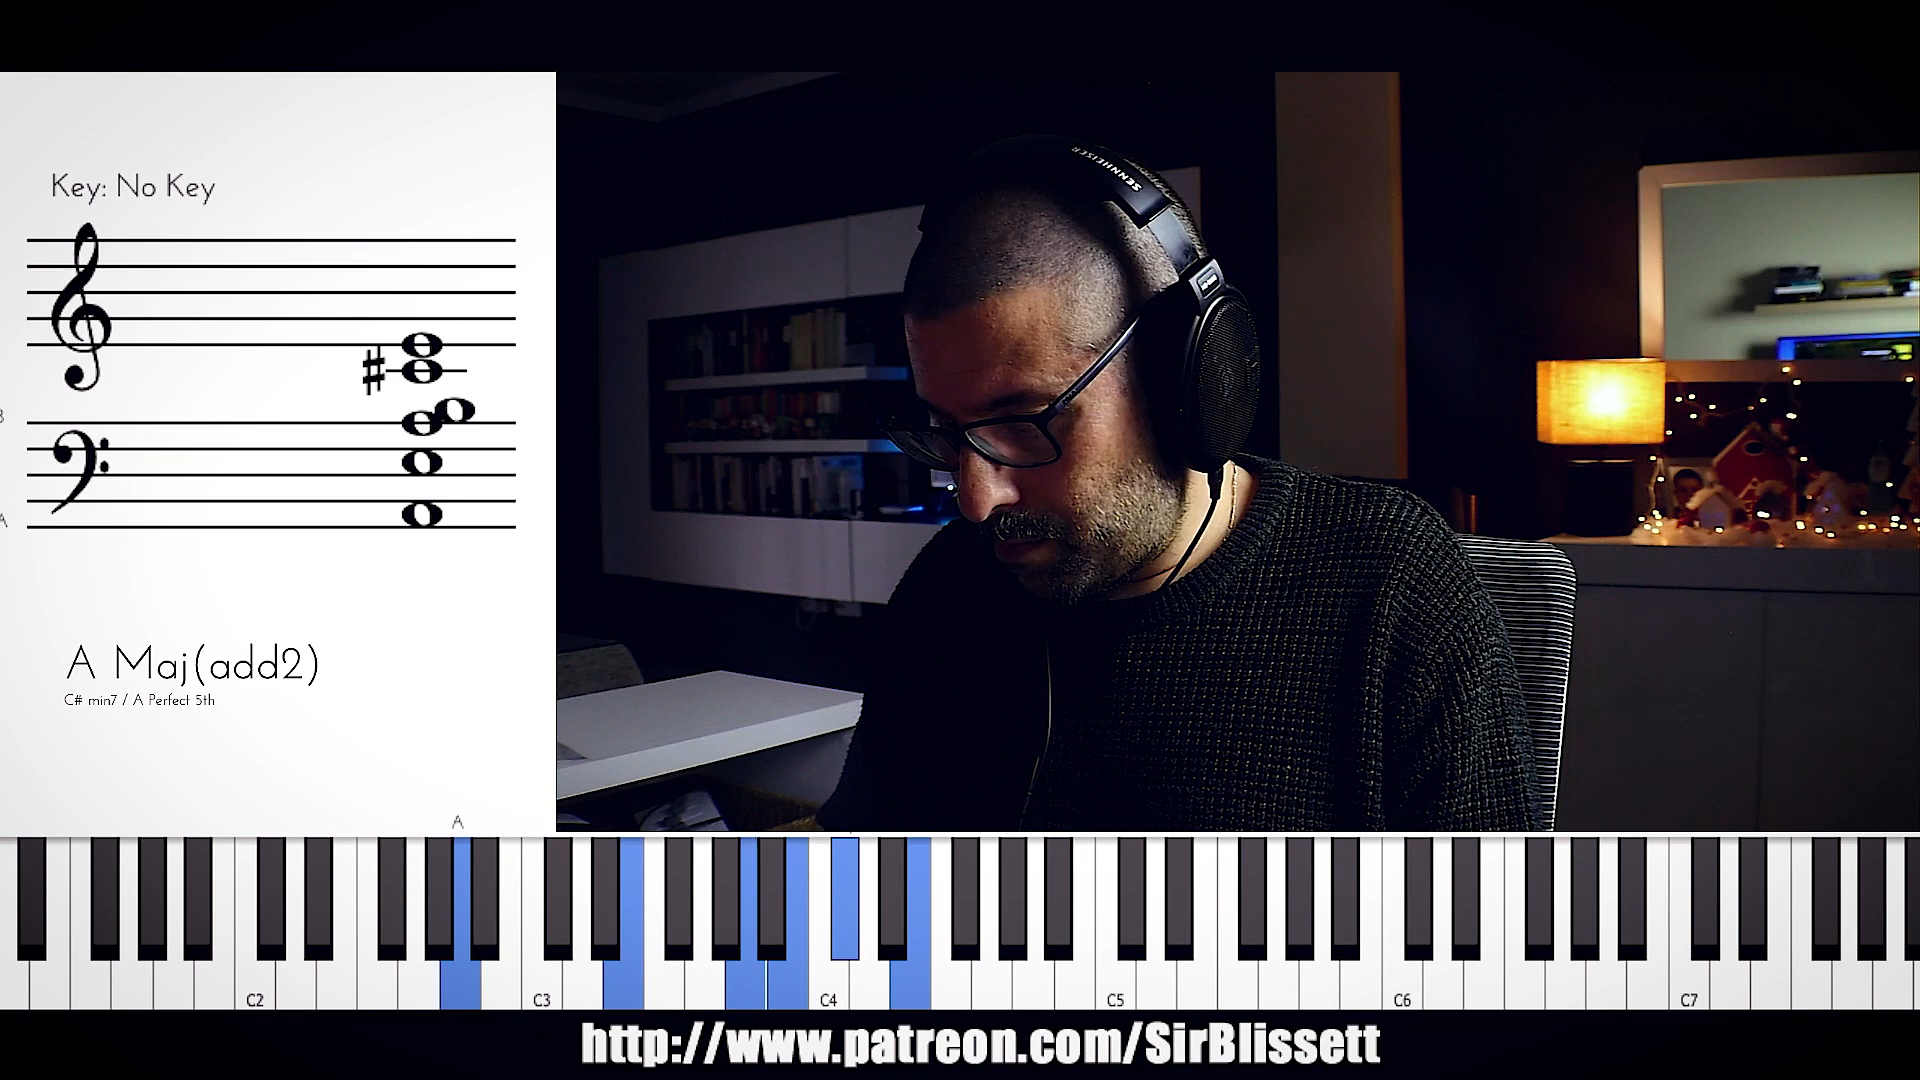 SENNHEISER
Key: No Key
B
A
A Maj(add2)
C# min7 / A Perfect 5th
A
C2
C3
C4
C5
C6
C7
http://www.patreon.com/SirBlissett